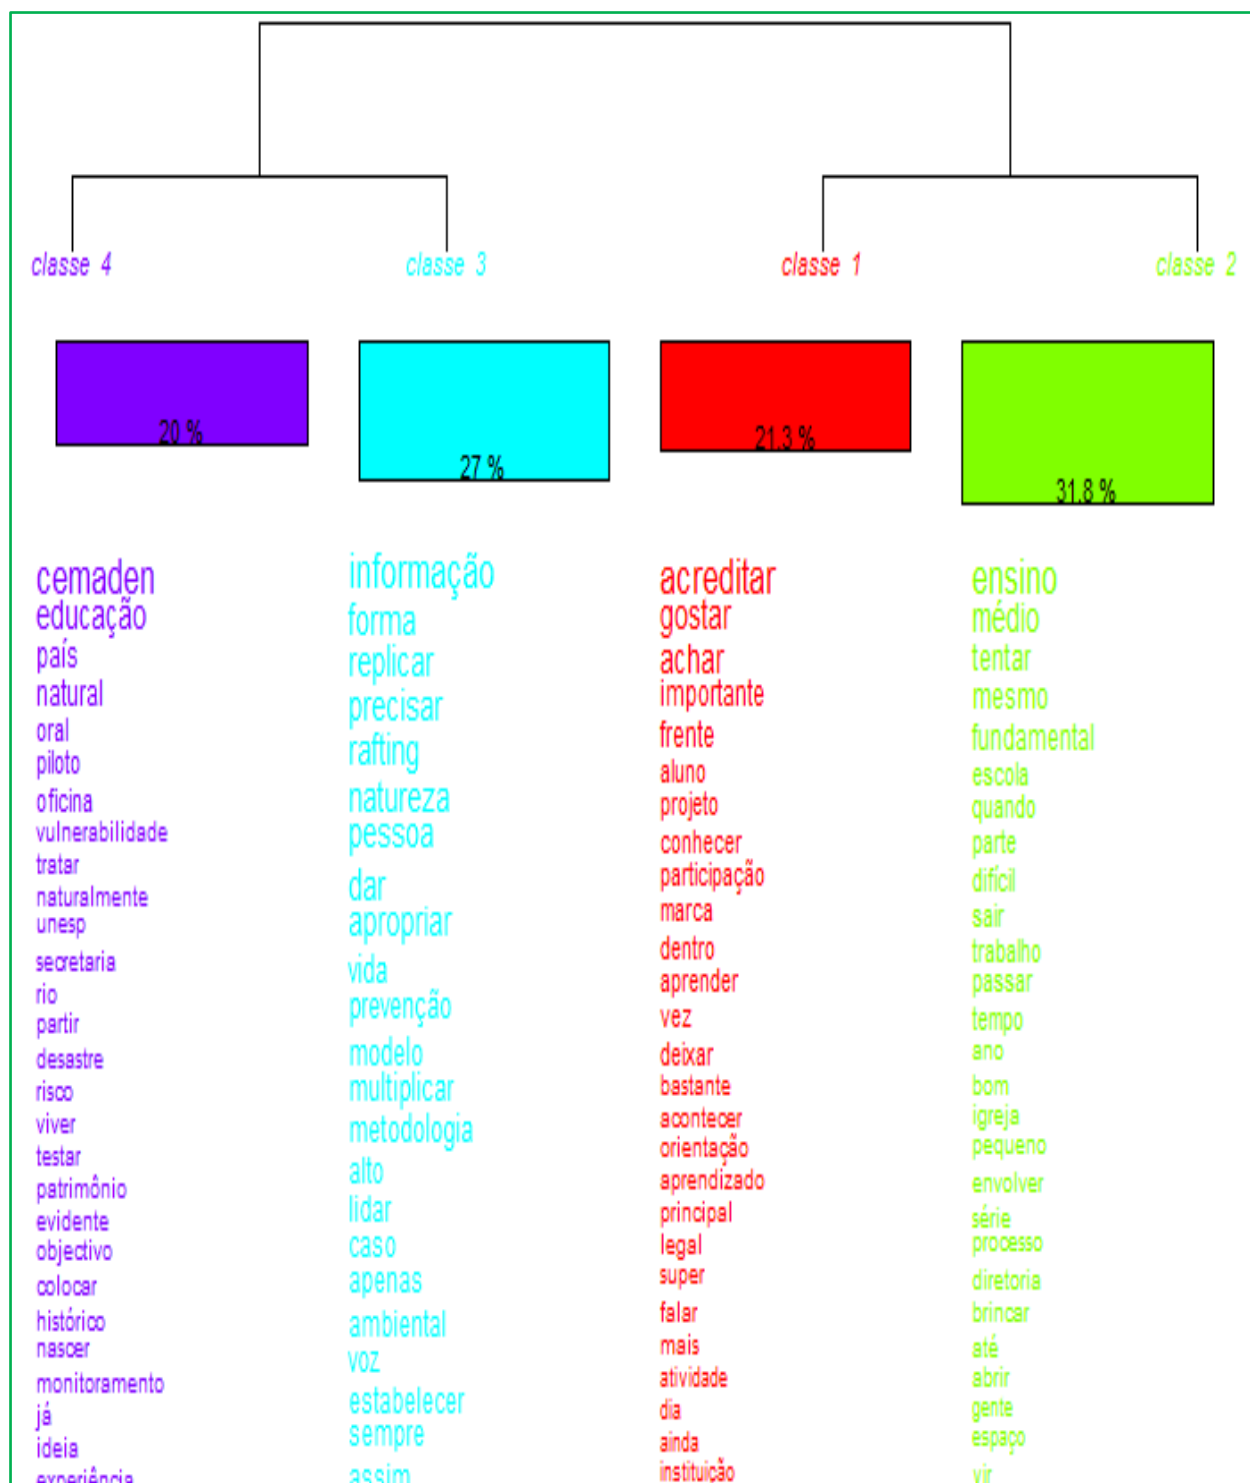 classe 4
classe 3
classe 1
classe 2
20 %
27 %
21.3 %
31.8 %
cemaden
educação
país
natural
oral
piloto
oficina
vulnerabilidade
tratar
naturalmente
unesp
secretaria
rio
partir
desastre
risco
viver
testar
patrimônio
evidente
objectivo
colocar
histórico
nascer
monitoramento
já
ideia
experiência
informação
forma
replicar
precisar
rafting
natureza
pessoa
dar
apropriar
vida
prevenção
modelo
multiplicar
metodologia
alto
lidar
caso
apenas
ambiental
voz
estabelecer
sempre
assim
acreditar
gostar
achar
importante
frente
aluno
projeto
conhecer
participação
marca
dentro
aprender
vez
deixar
bastante
acontecer
orientação
aprendizado
principal
legal
super
falar
mais
atividade
dia
ainda
instituição
ensino
médio
tentar
mesmo
fundamental
escola
quando
parte
difícil
sair
trabalho
passar
tempo
ano
bom
igreja
pequeno
envolver
série
processo
diretoria
brincar
até
abrir
gente
espaço
vir